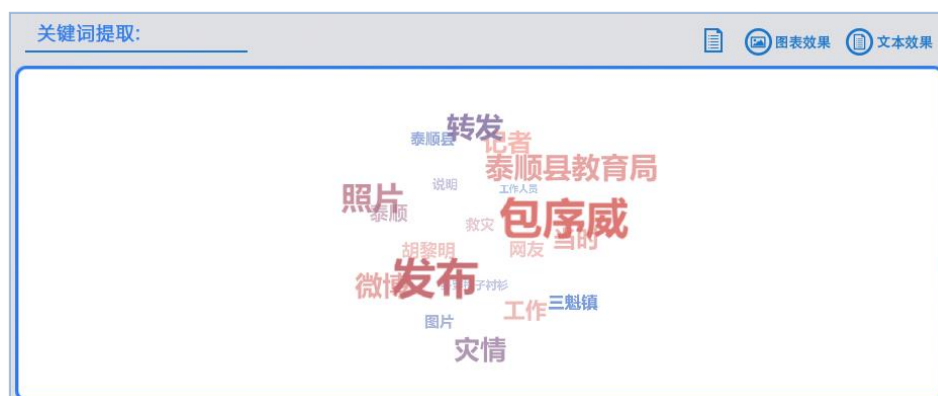 关键词提取:
图表效果 文本效果
转发
泰顺县
记者
泰顺县教育局
说明
工作人员
照片
泰顺
包序威
救灾
当时
胡黎明
网友
发布
微博
子衬衫
三魁镇
工作
图片
灾情